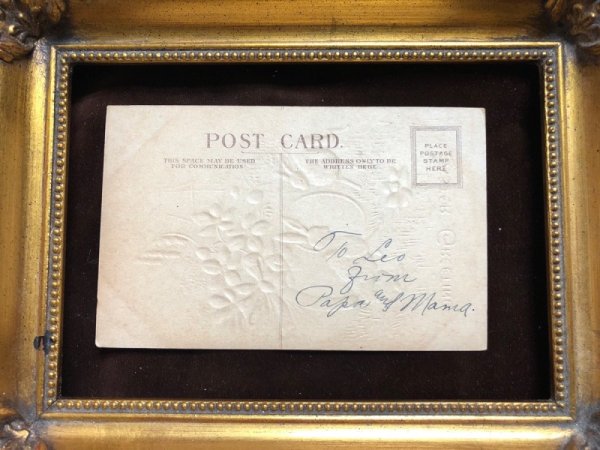 POST CARD.
THIS SPACE MAY BE USED
FOR COMMUNICATION
THE ADDRESS ONLY TO BE
WRITTEN HERE
PLACE
POSTAGE
STAMP
HERE
To Leo
From
Papa and Mama.